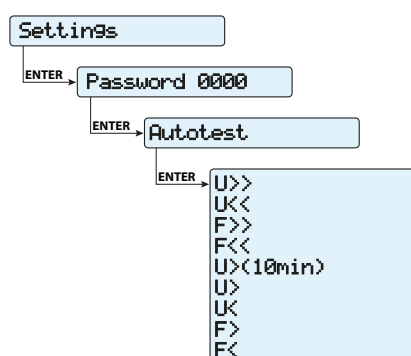 Settings
ENTER
Password 0000
ENTER
Autotest
ENTER
U>>
U<<
F>>
F<<
U>(10min)
U>
U<
F>
F<